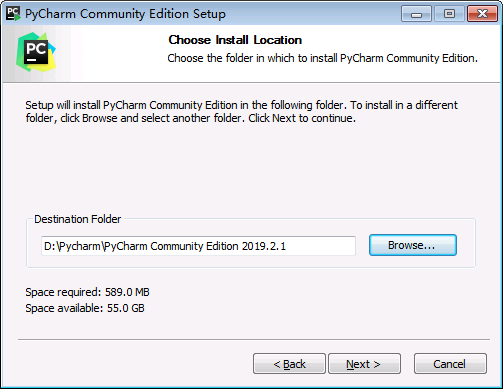 PyCharm Community Edition Setup
PC
Choose Install Location
Choose the folder in which to install PyCharm Community Edition.
PC
Setup will install PyCharm Community Edition in the following folder. To install in a different
folder, click Browse and select another folder. Click Next to continue.
Destination Folder
D:\Pycharm\PyCharm Community Edition 2019.2.1
Browse...
Space required: 589.0 MB
Space available: 55.0 GB
< Back
Next >
Cancel